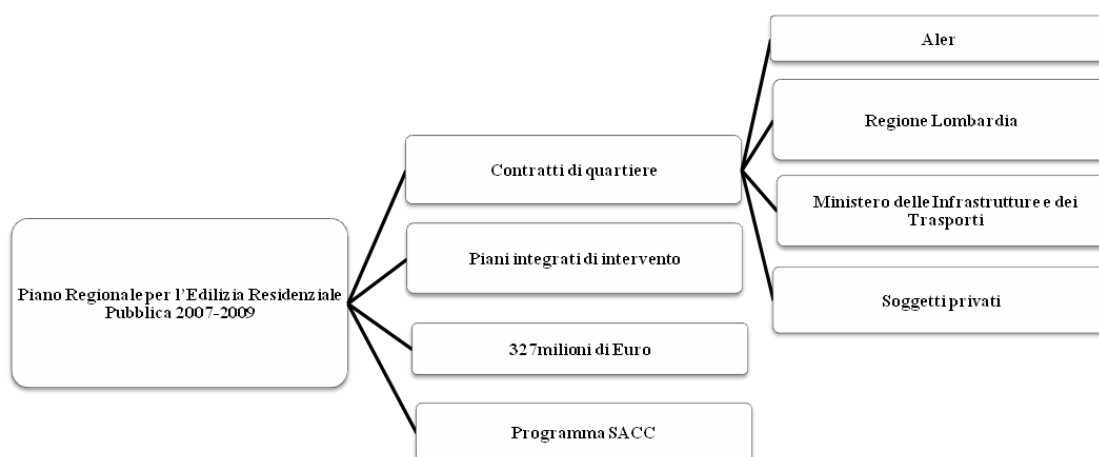 Piano Regionale per l'Edilizia Residenziale
Pubblica 2007-2009
Contratti di quartiere
Piani integrati di intervento
327milioni di Euro
Programma SACC
Aler
Regione Lombardia
Ministero delle Infrastrutture e dei
Trasporti
Soggetti privati